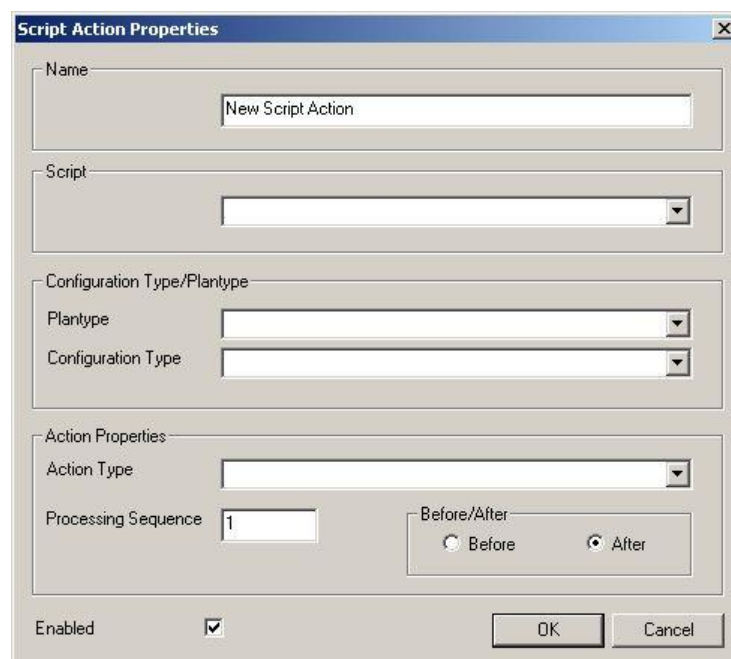 Script Action Properties
Name
New Script Action
Script
Configuration Type/Plantype
Plantype
Configuration Type
Action Properties
Action Type
Processing Sequence
1
Before/After
Before
After
Enabled
OK
Cancel